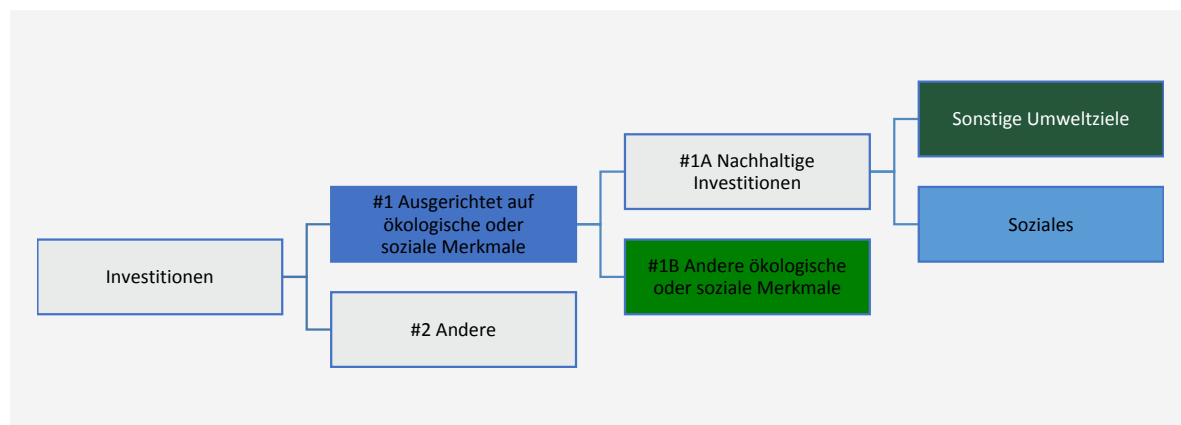 Investitionen
#1 Ausgerichtet auf
ökologische oder
soziale Merkmale
#2 Andere
#1A Nachhaltige
Investitionen
#1B Andere ökologische
oder soziale Merkmale
Sonstige Umweltziele
Soziales